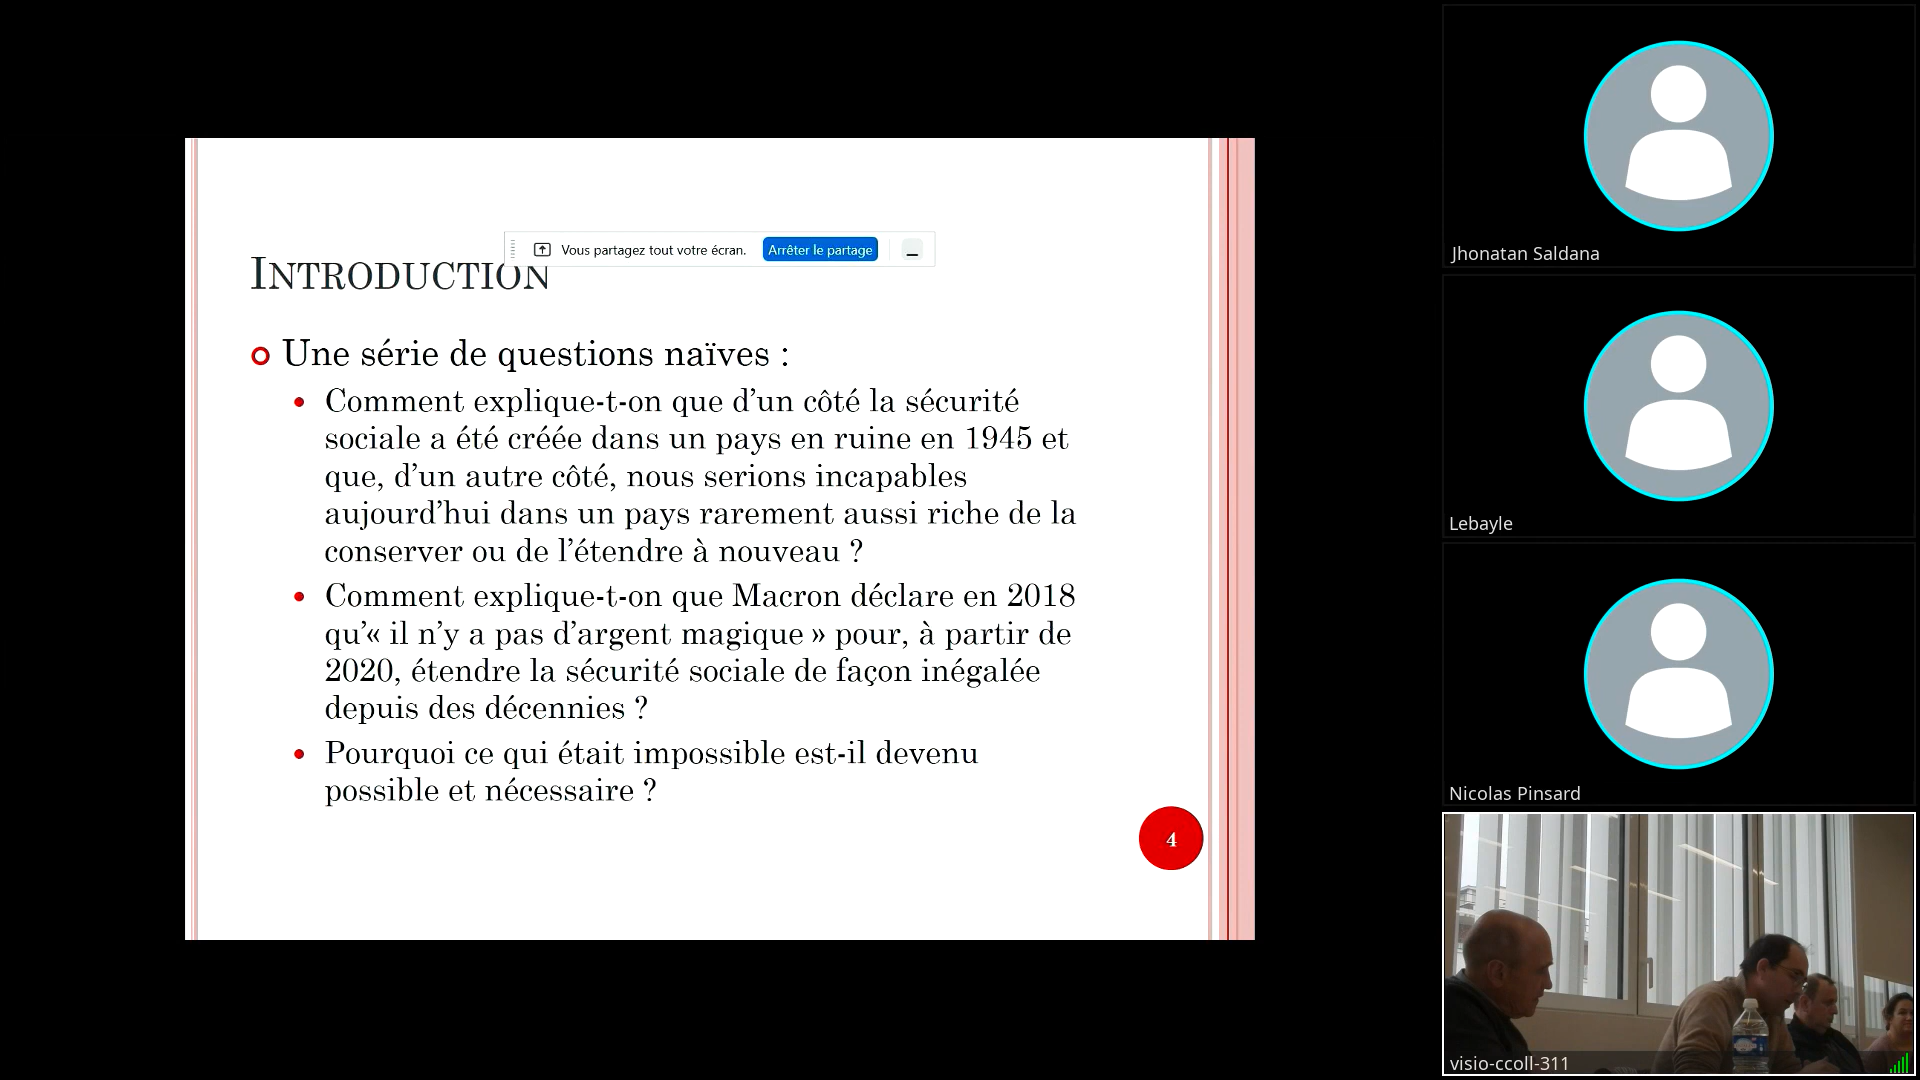 Vous partagez tout votre écran. Arrêter le partage
INTRODUCTION
Une série de questions naïves :
Comment explique-t-on que d’un côté la sécurité
sociale a été créée dans un pays en ruine en 1945 et
que, d’un autre côté, nous serions incapables
aujourd’hui dans un pays rarement aussi riche de la
conserver ou de l’étendre à nouveau ?
Comment explique-t-on que Macron déclare en 2018
qu’« il n’y a pas d’argent magique » pour, à partir de
2020, étendre la sécurité sociale de façon inégalée
depuis des décennies ?
Pourquoi ce qui était impossible est-il devenu
possible et nécessaire ?
4
Jhonatan Saldana
Lebayle
Nicolas Pinsard
visio-ccoll-311